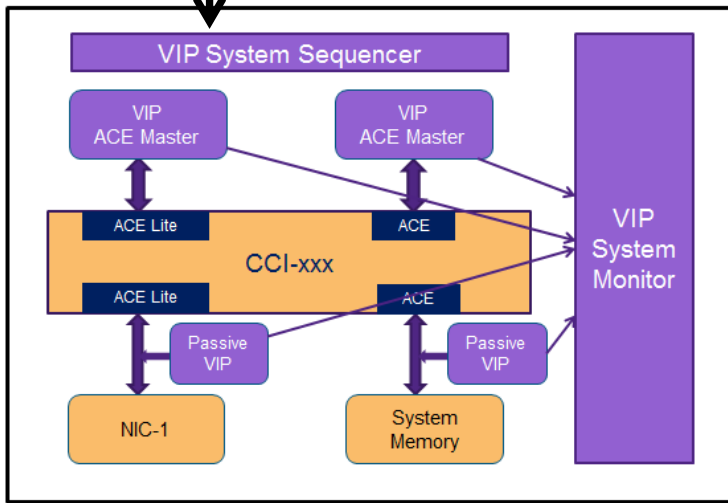 VIP System Sequencer
VIP
ACE Master
VIP
ACE Master
ACE Lite
ACE
CCI-xxx
ACE Lite
ACE
VIP
System
Monitor
Passive
VIP
Passive
VIP
NIC-1
System
Memory